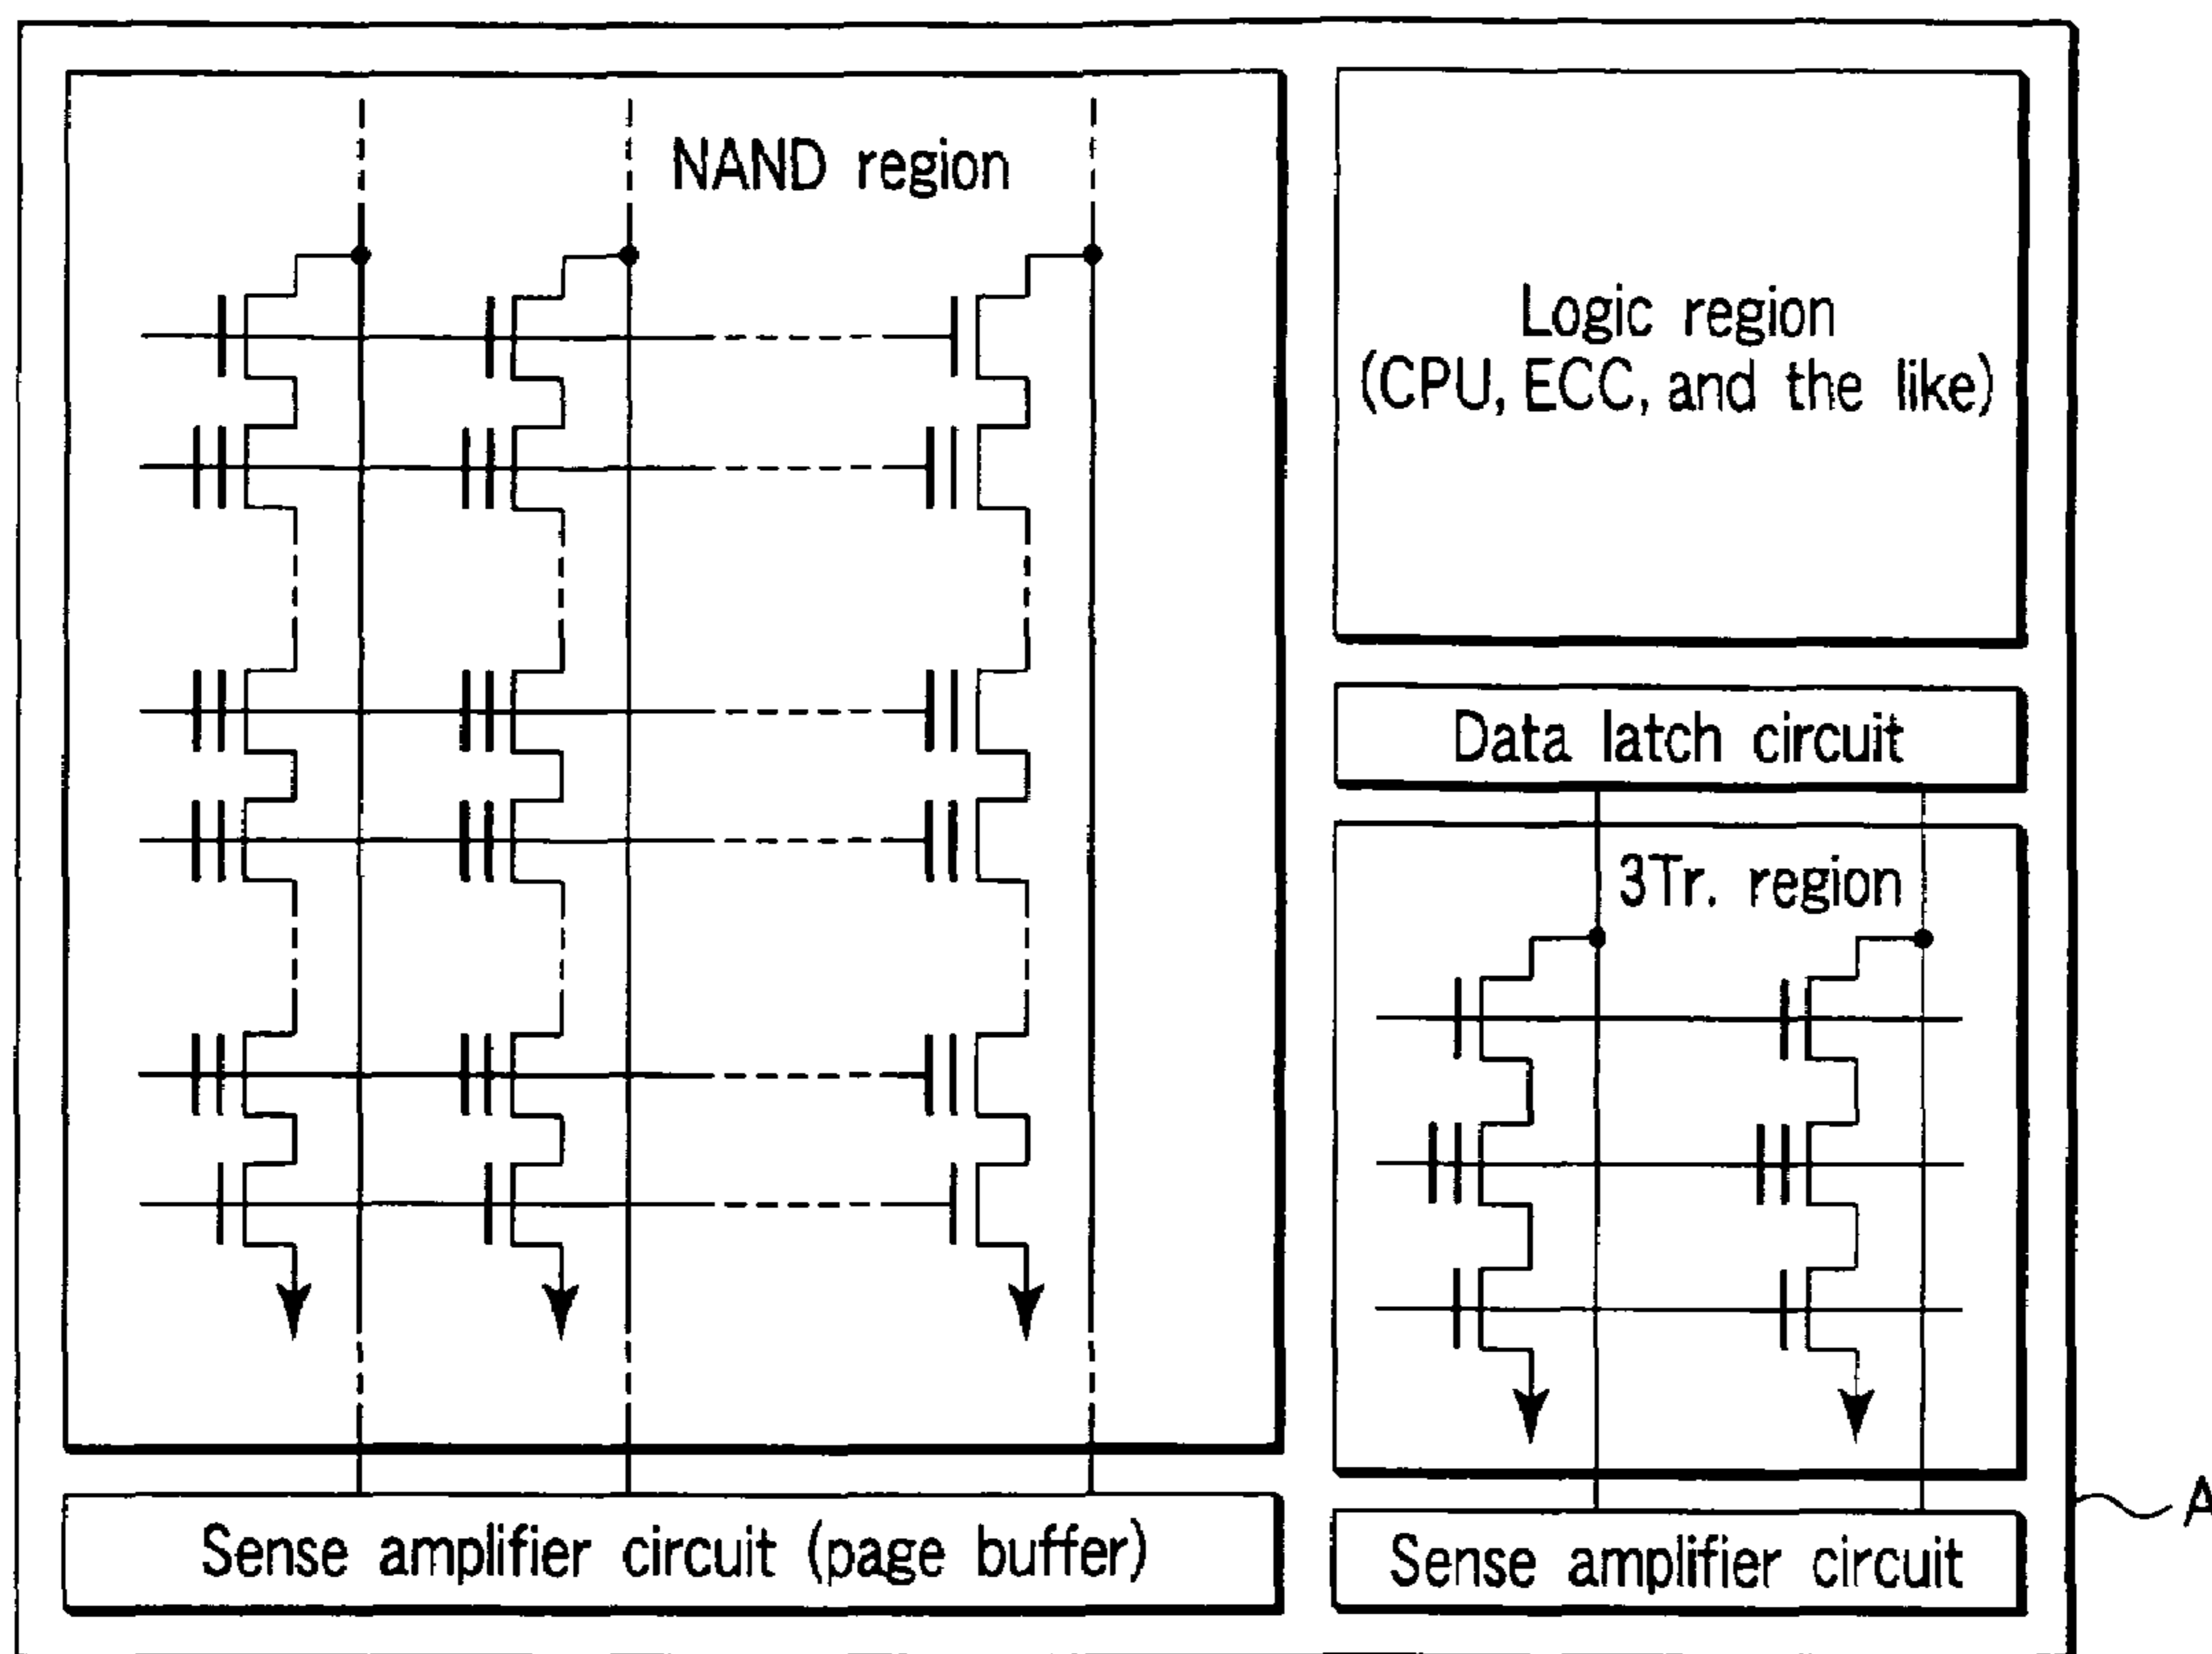 NAND region
Logic region
(CPU, ECC, and the like)
Data latch circuit
3Tr. region
Sense amplifier circuit (page buffer)
Sense amplifier circuit
A